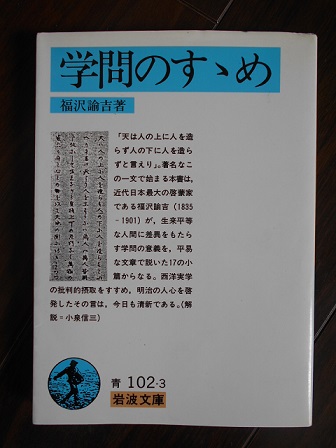 学問のすゝめ
福沢諭吉著
「天は人の上に人を造
らず人の下に人を造ら
ずと言えり」。著名なこ
の一文で始まる本書は,
近代日本最大の啓蒙家
である福沢諭吉(1835
-1901)が,生来平等
な人間に差異をもたら
す学問の意義を,平易
な文章で説いた17の小
篇からなる。西洋実学
の批判的摂取をすすめ,明治の人心を啓
発したその言は,今日も清新である。(解
説=小泉信三)
青 102-3
岩波文庫